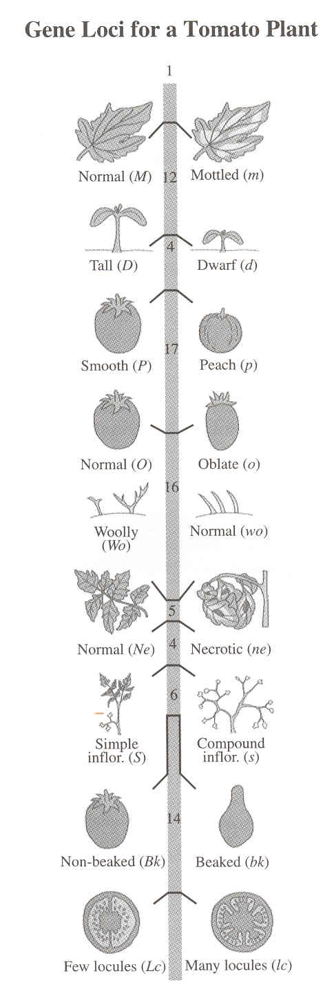 Gene Loci for a Tomato Plant
1
Normal (M) 12 Mottled (m)
4
Tall (D) Dwarf (d)
17
Smooth (P) Peach (p)
Normal (O) Oblate (o)
16
Woolly Normal (wo)
(Wo)
5
Normal (Ne) 4 Necrotic (ne)
6
Simple Compound
inflor. (S) inflor. (s)
14
Non-beaked (Bk) Beaked (bk)
Few locules (Lc) Many locules (lc)